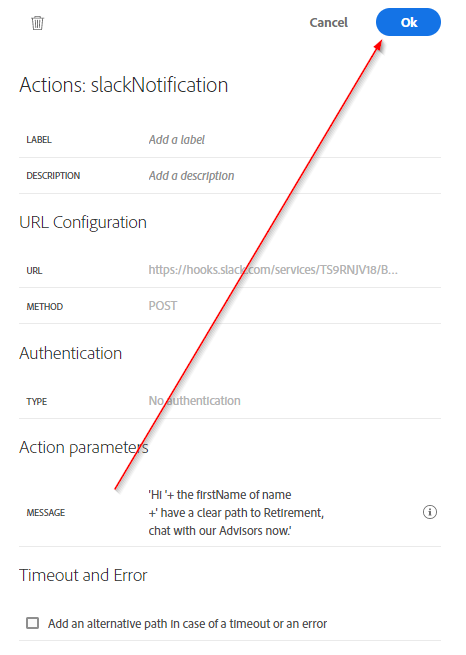 Cancel Ok
Actions: slackNotification
LABEL Add a label
DESCRIPTION Add a description
URL Configuration
URL https://hooks.slack.com/services/TS9RNJV18/B...
METHOD POST
Authentication
TYPE No authentication
Action parameters
'Hi '+ the firstName of name
MESSAGE +' have a clear path to Retirement,
chat with our Advisors now.'
Timeout and Error
Add an alternative path in case of a timeout or an error